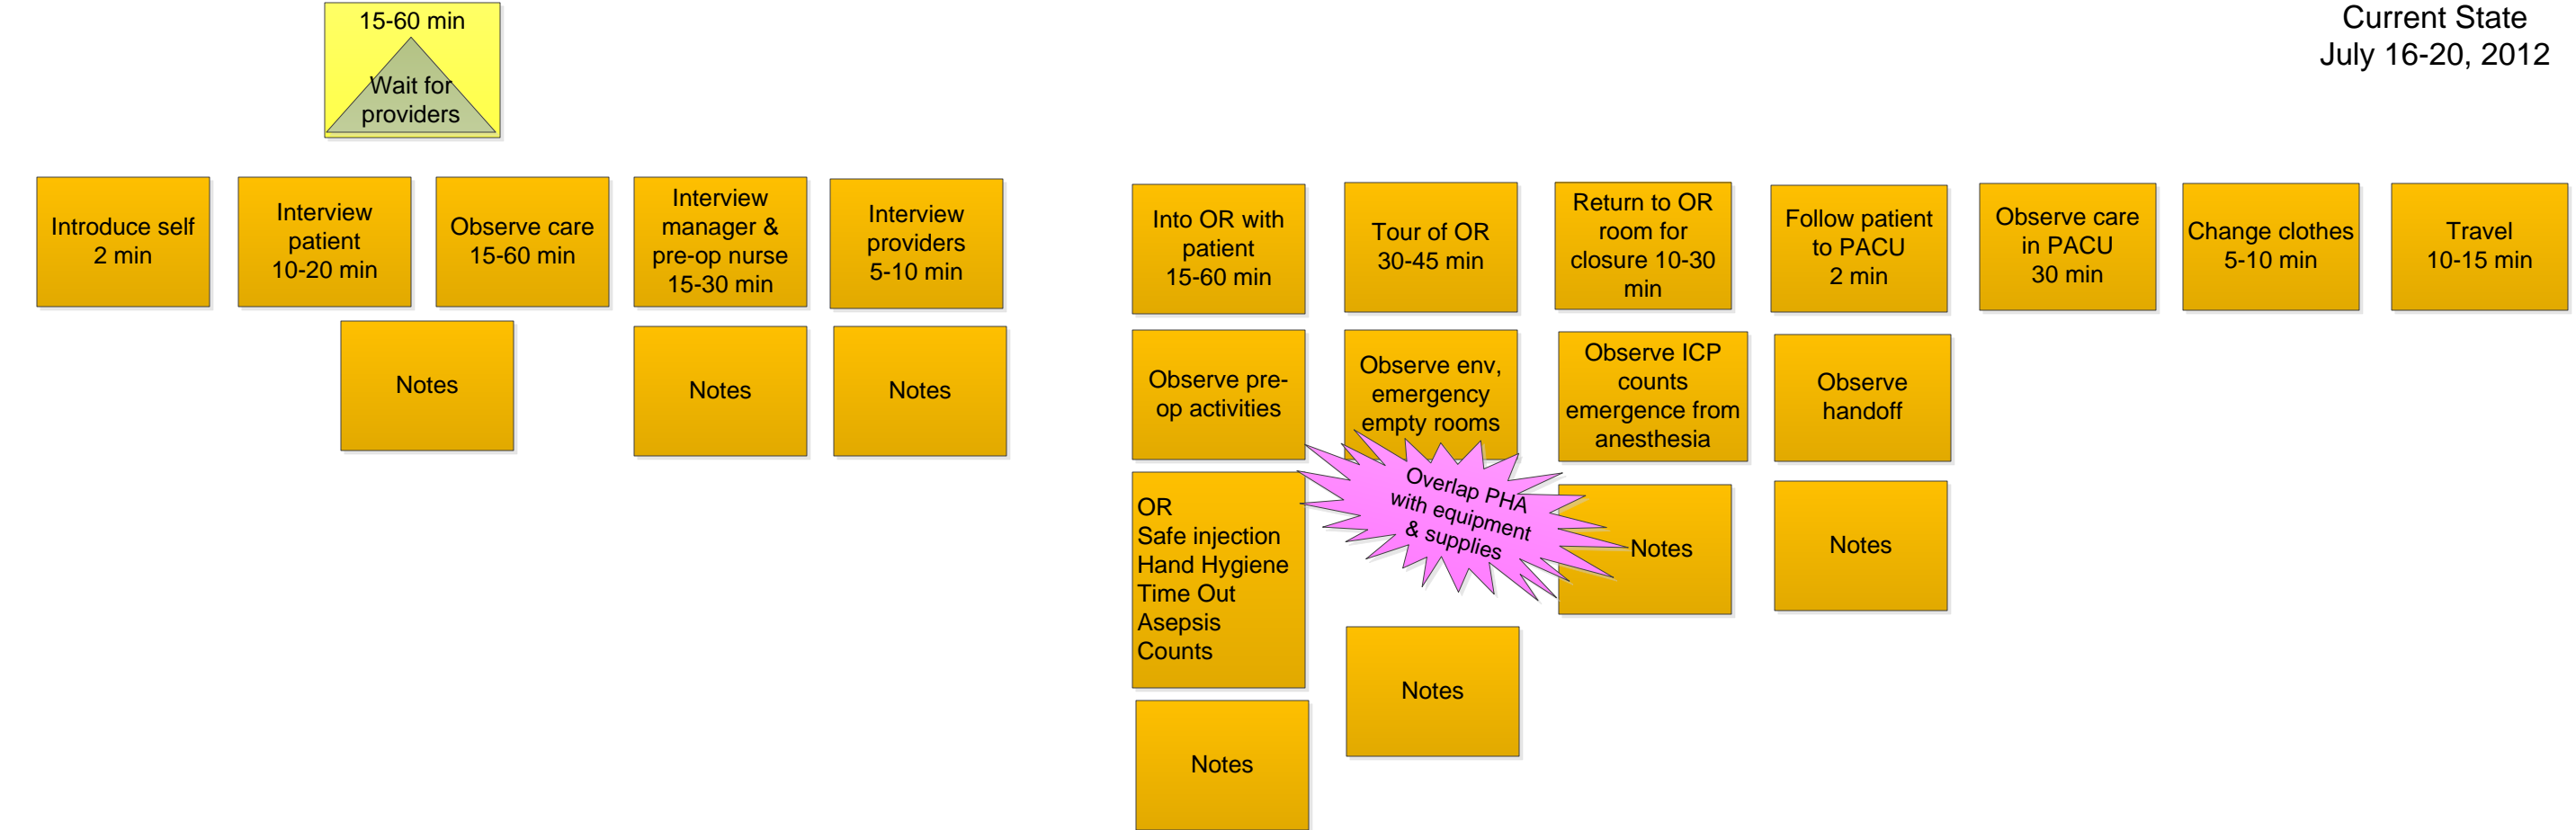 Current State
July 16-20, 2012
15-60 min
Wait for
providers
Introduce self
2 min
Interview
patient
10-20 min
Observe care
15-60 min
Interview
manager &
pre-op nurse
15-30 min
Interview
providers
5-10 min
Into OR with
patient
15-60 min
Tour of OR
30-45 min
Return to OR
room for
closure 10-30
min
Follow patient
to PACU
2 min
Observe care
in PACU
30 min
Change clothes
5-10 min
Travel
10-15 min
Notes
Notes
Notes
Observe pre-
op activities
Observe env,
emergency
empty rooms
Observe ICP
counts
emergence from
anesthesia
Observe
handoff
OR
Safe injection
Hand Hygiene
Time Out
Asepsis
Counts
Overlap PHA
with equipment
& supplies
Notes
Notes
Notes
Notes